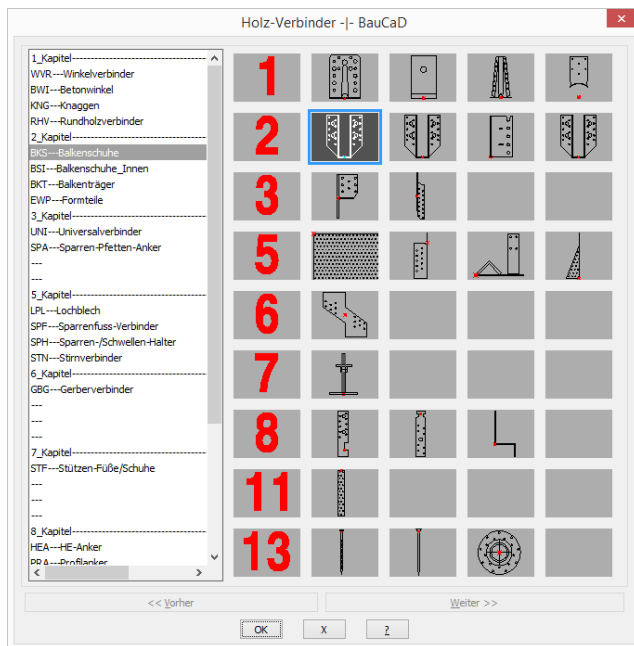 Holz-Verbinder -|- BauCaD
1_Kapitel--------------------------------
WVR---Winkelverbinder
BWI---Betonwinkel
KNG---Knaggen
RHV---Rundholzverbinder
2_Kapitel--------------------------------
BKS---Balkenschuhe
BSI---Balkenschuhe_Innen
BKT---Balkenträger
EWP---Formteile
3_Kapitel--------------------------------
UNI---Universalverbinder
SPA---Sparren-Pfetten-Anker
---
---
5_Kapitel--------------------------------
LPL---Lochblech
SPF---Sparrenfuss-Verbinder
SPH---Sparren-/Schwellen-Halter
STN---Stirnverbinder
6_Kapitel--------------------------------
GBG---Gerberverbinder
---
---
---
7_Kapitel--------------------------------
STF---Stützen-Füße/Schuhe
---
---
---
8_Kapitel--------------------------------
HEA---HE-Anker
PRA---Profilanker
1
2
3
5
6
7
8
11
13
<< Vorher
Weiter >>
OK
X
?